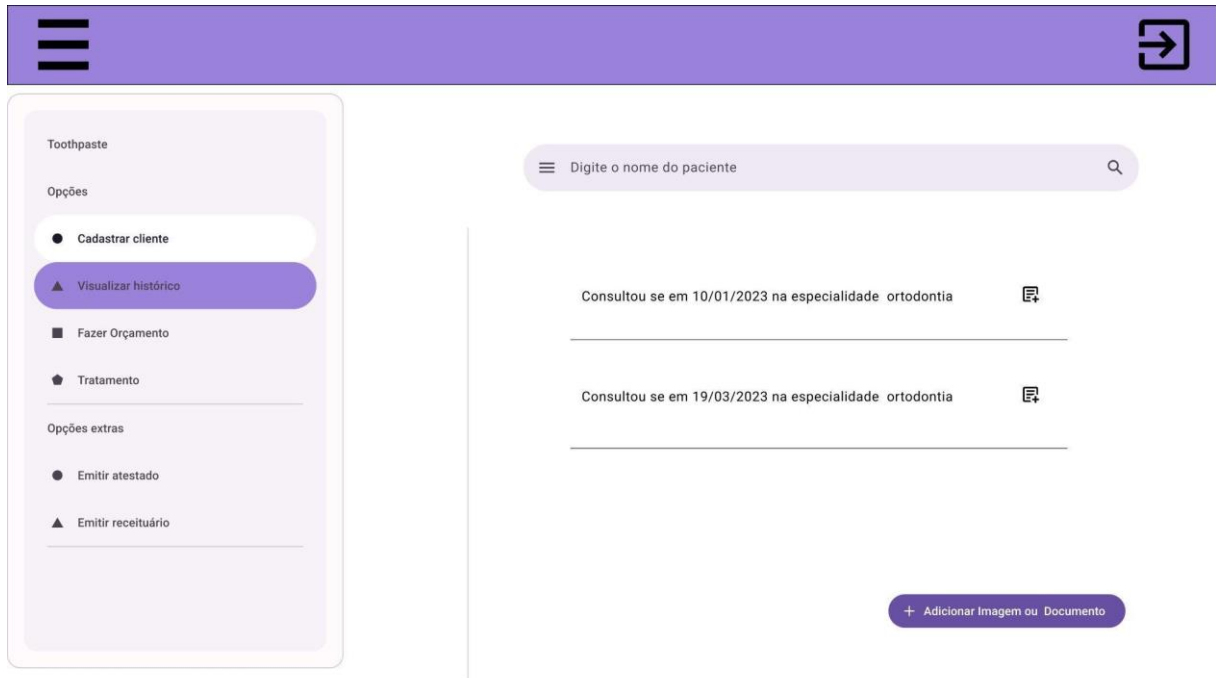 Toothpaste
Opções
Cadastrar cliente
Visualizar histórico
Fazer Orçamento
Tratamento
Opções extras
Emitir atestado
Emitir receituário
Digite o nome do paciente
Consultou se em 10/01/2023 na especialidade ortodontia
Consultou se em 19/03/2023 na especialidade ortodontia
+ Adicionar Imagem ou Documento